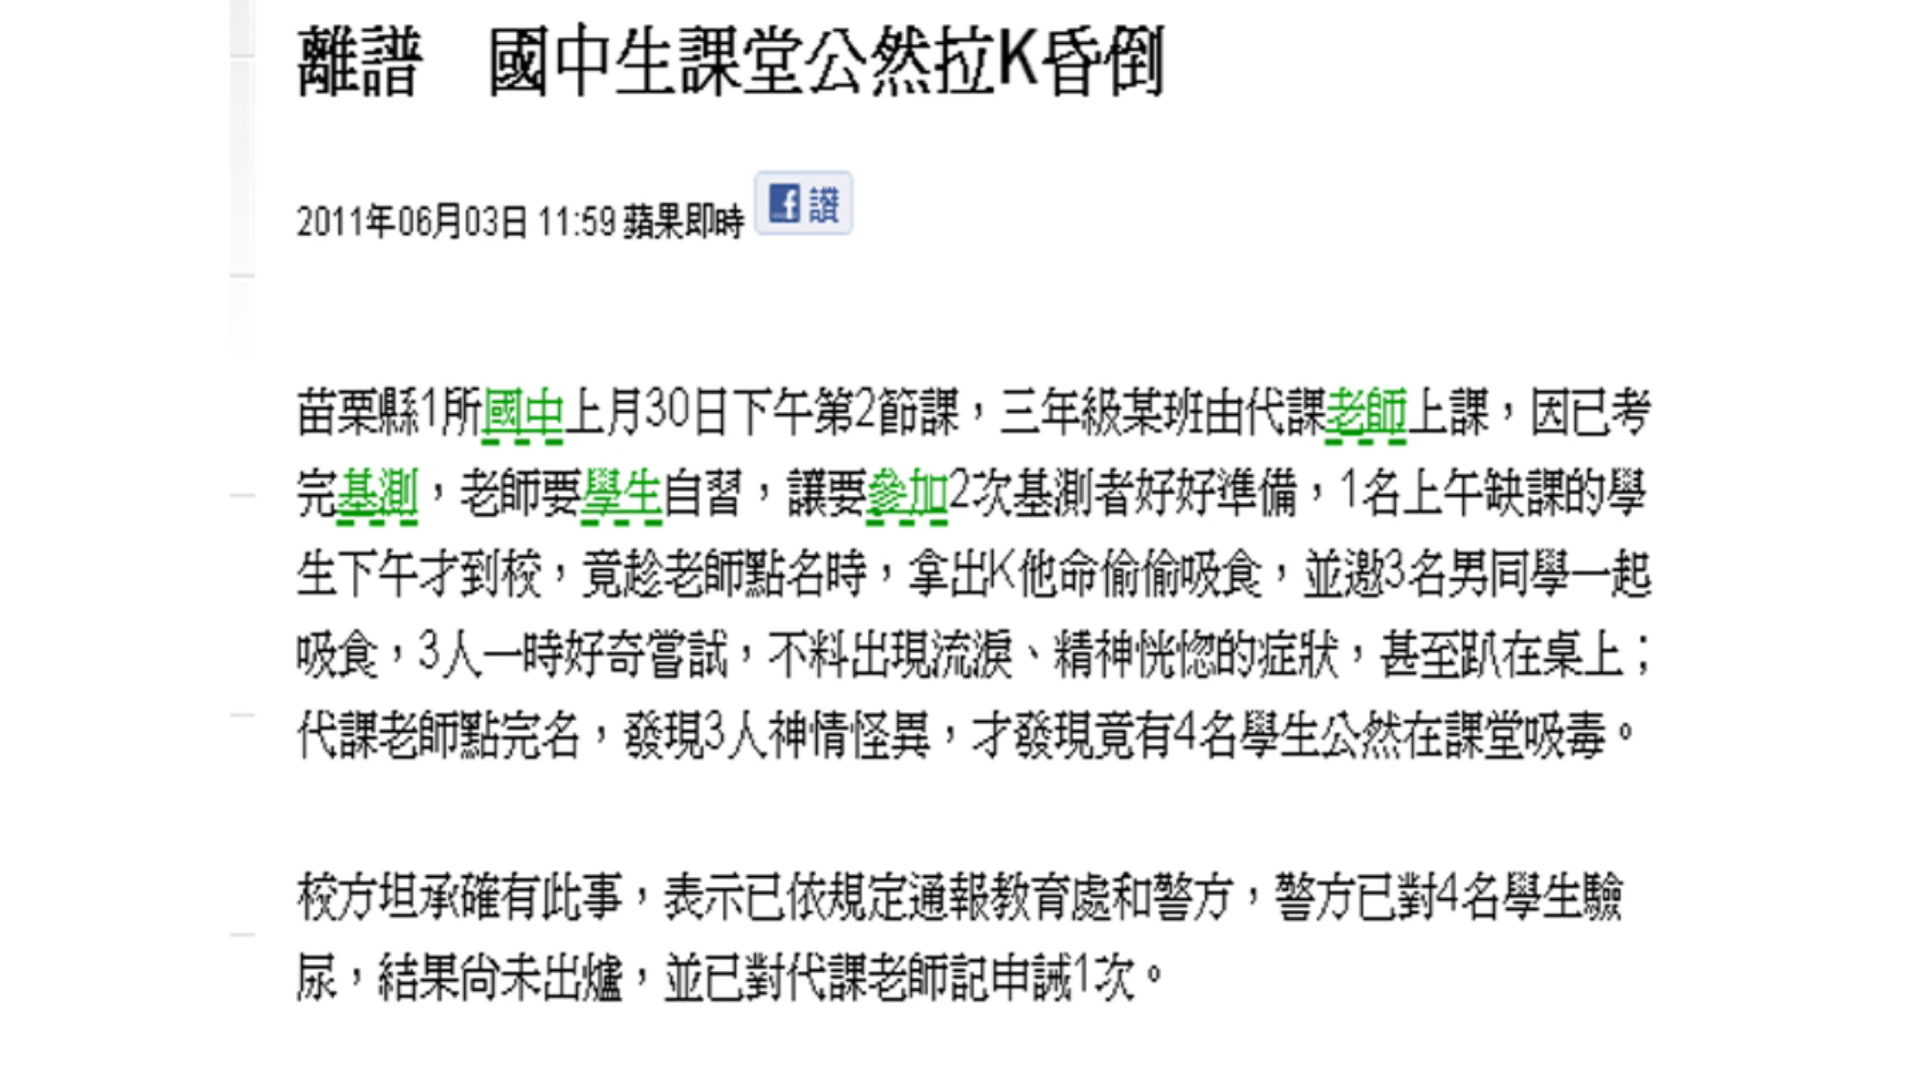 離譜　國中生課堂公然拉K昏倒
2011年06月03日 11:59 蘋果即時 讚
苗栗縣1所國中上月30日下午第2節課，三年級某班由代課老師上課，因已考
完基測，老師要學生自習，讓要參加2次基測者好好準備，1名上午缺課的學
生下午才到校，竟趁老師點名時，拿出K他命偷偷吸食，並邀3名男同學一起
吸食，3人一時好奇嘗試，不料出現流淚、精神恍惚的症狀，甚至趴在桌上；
代課老師點完名，發現3人神情怪異，才發現竟有4名學生公然在課堂吸毒。
校方坦承確有此事，表示已依規定通報教育處和警方，警方已對4名學生驗
尿，結果尚未出爐，並已對代課老師記申誡1次。